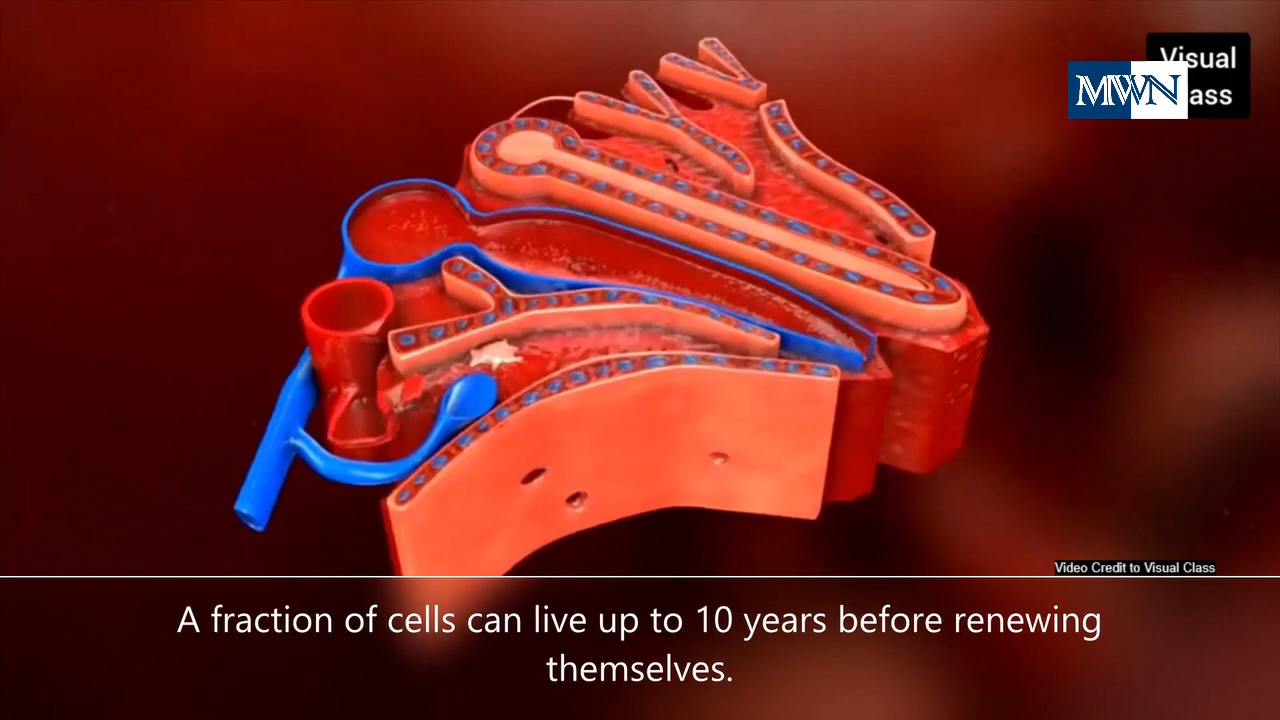 Visual
MWN
ass
Video Credit to Visual Class
A fraction of cells can live up to 10 years before renewing
themselves.